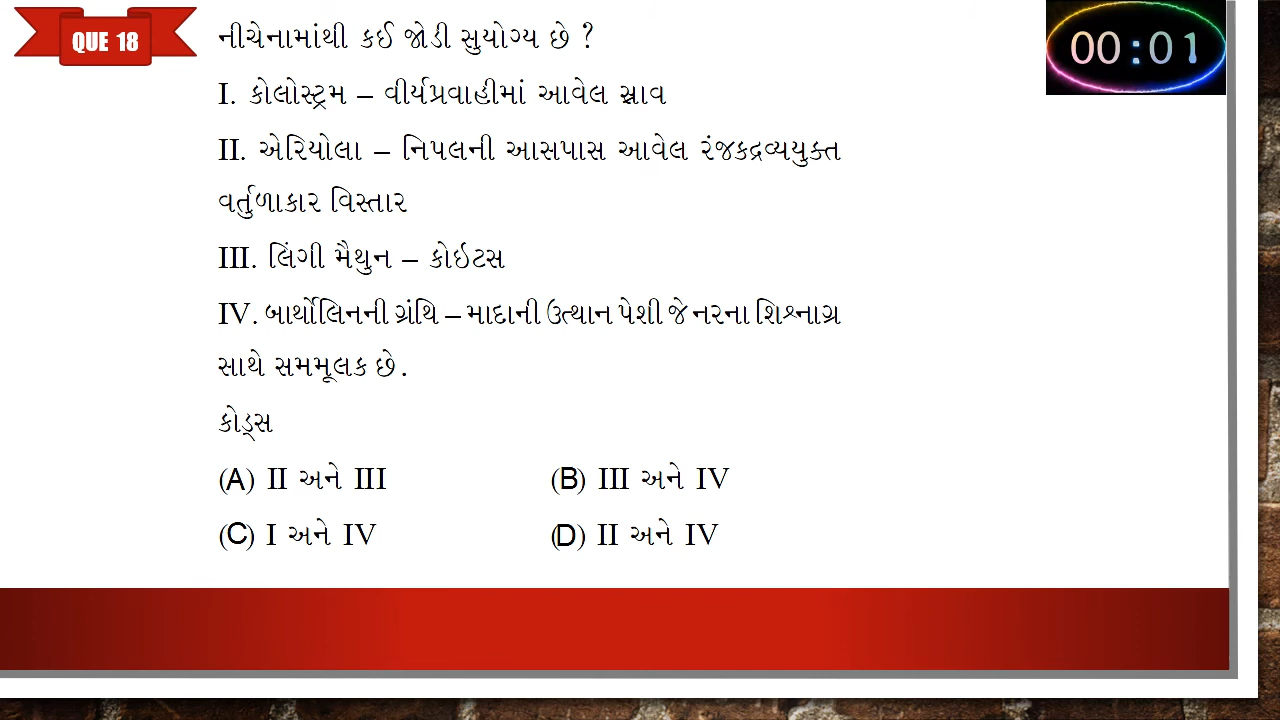 QUE 18
નીચેનામાંથી કઈ જોડી સુયોગ્ય છે ?
00:01
I. કોલોસ્ટ્રમ – વીર્યપ્રવાહીમાં આવેલ સ્રાવ
II. એરિયોલા – નિપલની આસપાસ આવેલ રંજકદ્રવ્યયુક્ત
વર્તુળાકાર વિસ્તાર
III. લિંગી મૈથુન – કોઇટસ
IV. બાર્થોલિનની ગ્રંથિ – માદાની ઉત્થાન પેશી જે નરના શિશ્નાગ્ર
સાથે સમમૂલક છે.
કોડ્સ
(A) II અને III (B) III અને IV
(C) I અને IV (D) II અને IV